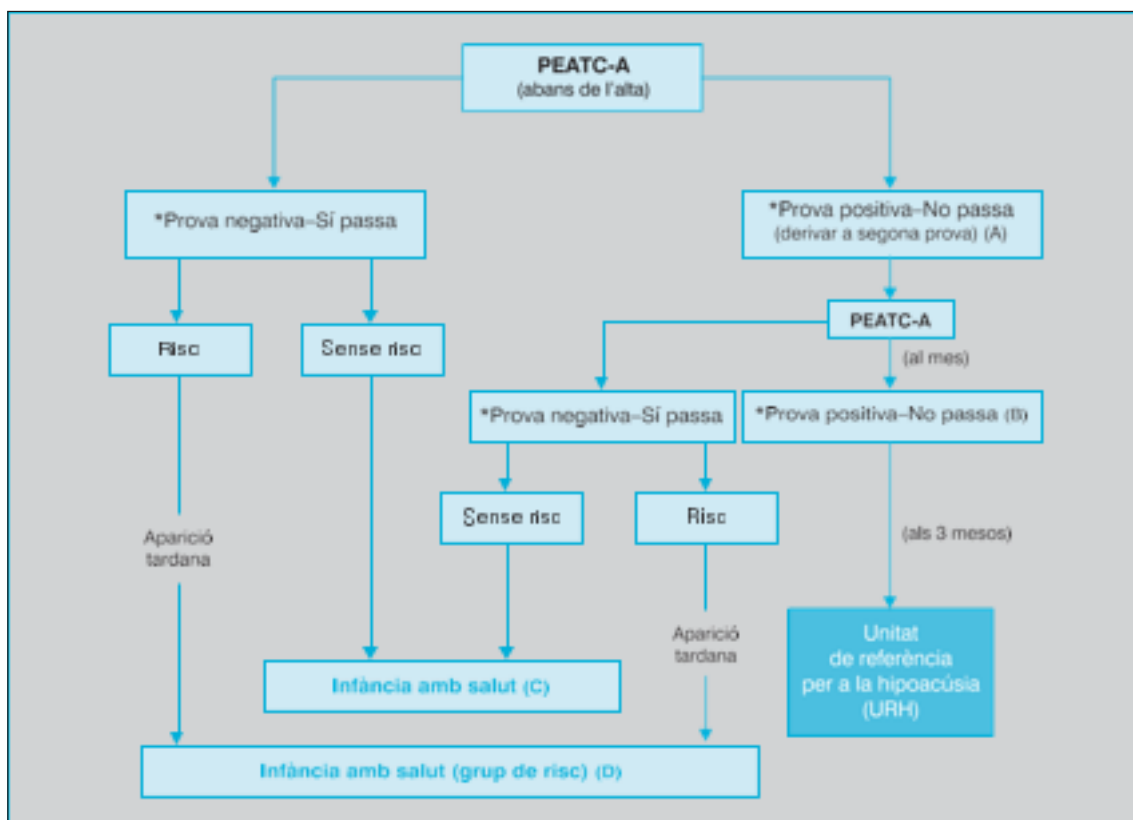 PEATC-A
(abans de l'alta)
*Prova negativa–Sí passa
*Prova positiva–No passa
(derivar a segona prova) (A)
Risc
Sense risc
PEATC-A
(al mes)
*Prova negativa–Sí passa
*Prova positiva–No passa (B)
Sense risc
Risc
Aparició
tardana
(als 3 mesos)
Aparició
tardana
Unitat
de referència
per a la hipoacúsia
(URH)
Infància amb salut (C)
Infància amb salut (grup de risc) (D)